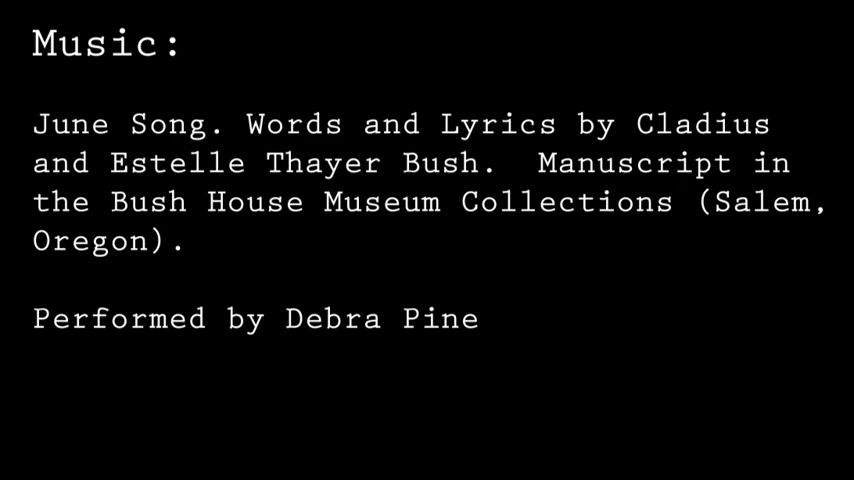 Music:
June Song. Words and Lyrics by Cladius
and Estelle Thayer Bush.  Manuscript in
the Bush House Museum Collections (Salem,
Oregon).
Performed by Debra Pine